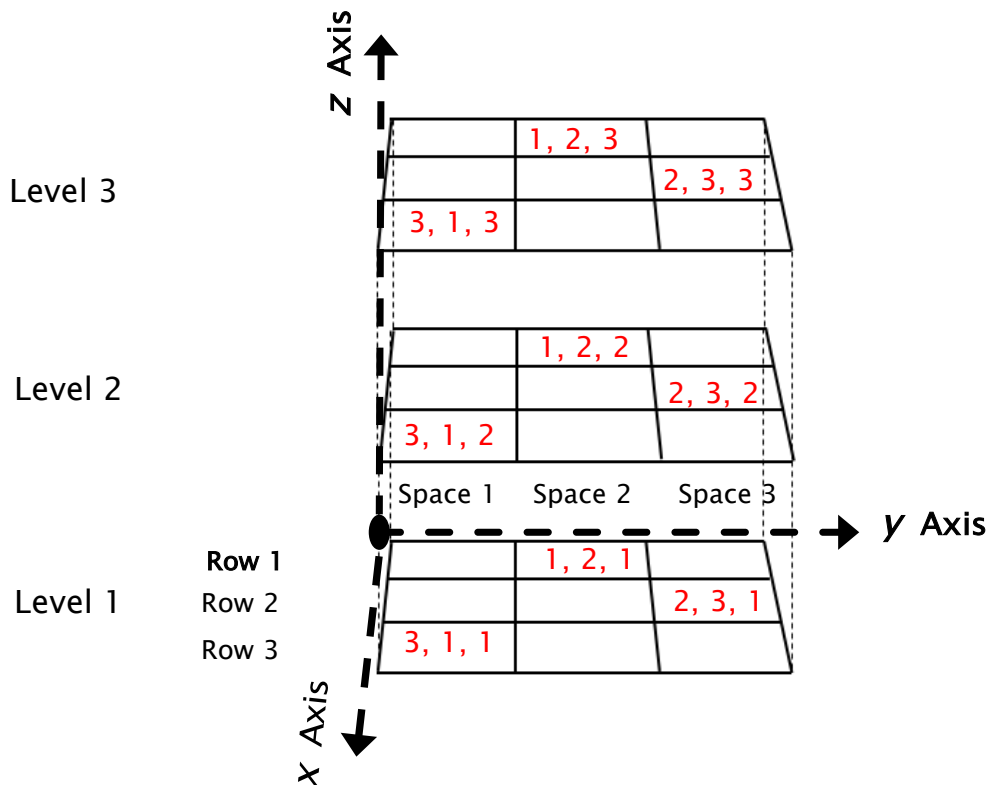 z Axis
1, 2, 3
Level 3
2, 3, 3
3, 1, 3
1, 2, 2
Level 2
2, 3, 2
3, 1, 2
Space 1 Space 2 Space 3
y Axis
Row 1
1, 2, 1
Level 1
Row 2
2, 3, 1
Row 3
3, 1, 1
x Axis